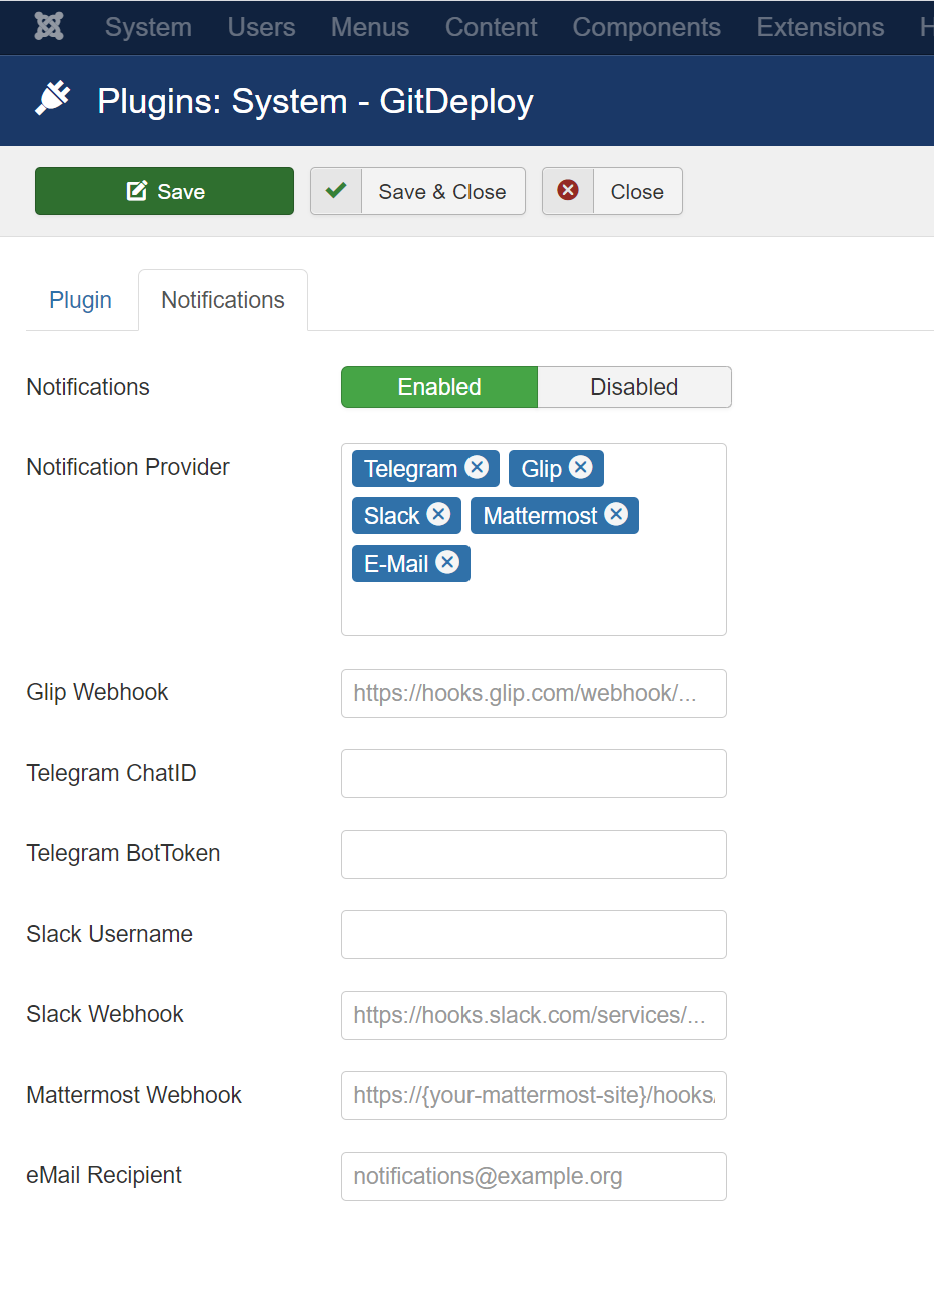 System Users Menus Content Components Extensions H
Plugins: System - GitDeploy
Save Save & Close Close
Plugin Notifications
Notifications Enabled Disabled
Notification Provider Telegram Glip
Slack Mattermost
E-Mail
Glip Webhook https://hooks.glip.com/webhook/...
Telegram ChatID
Telegram BotToken
Slack Username
Slack Webhook https://hooks.slack.com/services/...
Mattermost Webhook https://{your-mattermost-site}/hooks/
eMail Recipient notifications@example.org